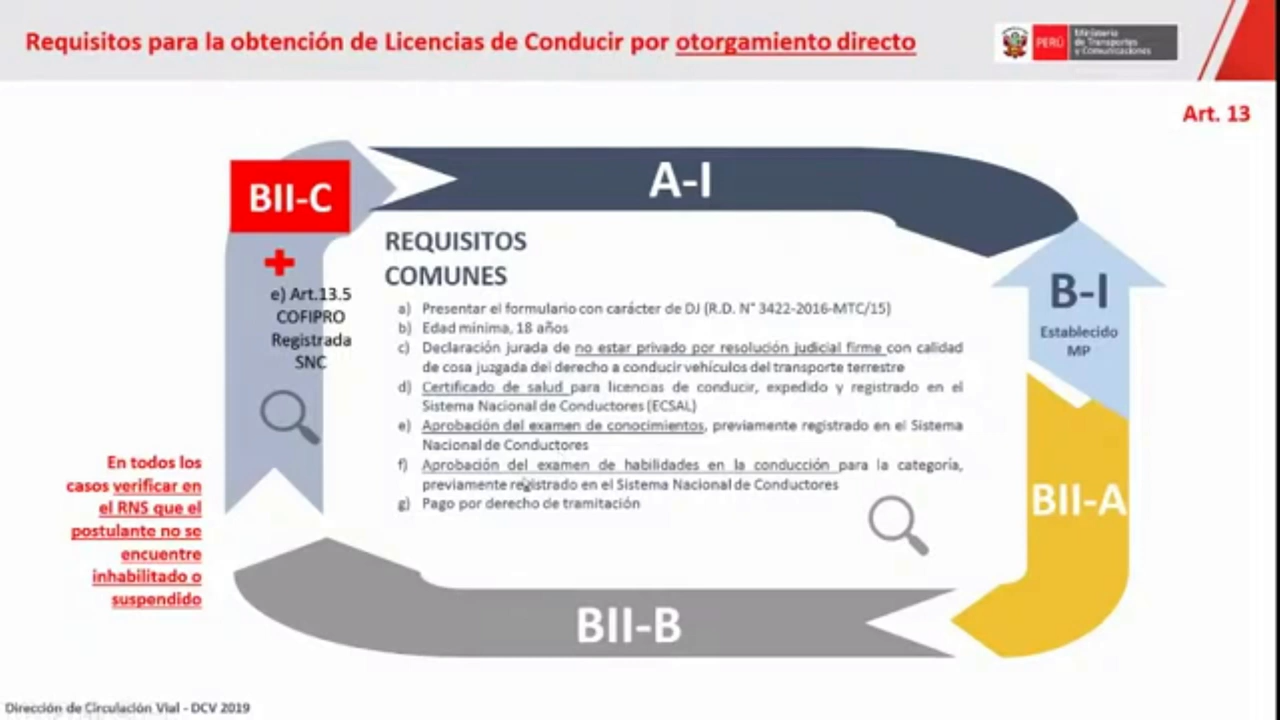 Requisitos para la obtención de Licencias de Conducir por otorgamiento directo
PERÚ
Ministerio
de Transportes
y Comunicaciones
Art. 13
A-I
BII-C
e) Art.13.5
COFIPRO
Registrada
SNC
REQUISITOS
COMUNES
a) Presentar el formulario con carácter de DJ (R.D. N° 3422-2016-MTC/15)
b) Edad mínima, 18 años
c) Declaración jurada de no estar privado por resolución judicial firme con calidad
de cosa juzgada del derecho a conducir vehículos del transporte terrestre
d) Certificado de salud para licencias de conducir, expedido y registrado en el
Sistema Nacional de Conductores (ECSAL)
e) Aprobación del examen de conocimientos, previamente registrado en el Sistema
Nacional de Conductores
f) Aprobación del examen de habilidades en la conducción para la categoría,
previamente registrado en el Sistema Nacional de Conductores
g) Pago por derecho de tramitación
B-I
Establecido
MP
BII-A
BII-B
En todos los
casos verificar en
el RNS que el
postulante no se
encuentre
inhabilitado o
suspendido
Dirección de Circulación Vial - DCV 2019